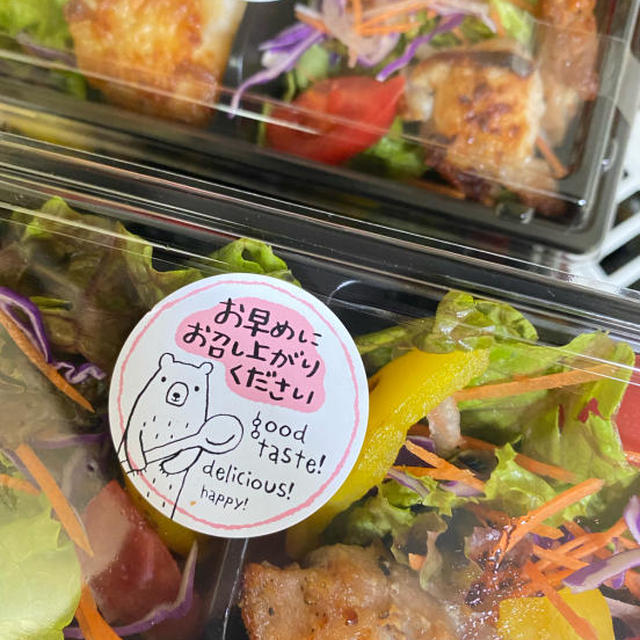 お早めに
お召し上がり
ください
good
taste!
delicious!
happy!